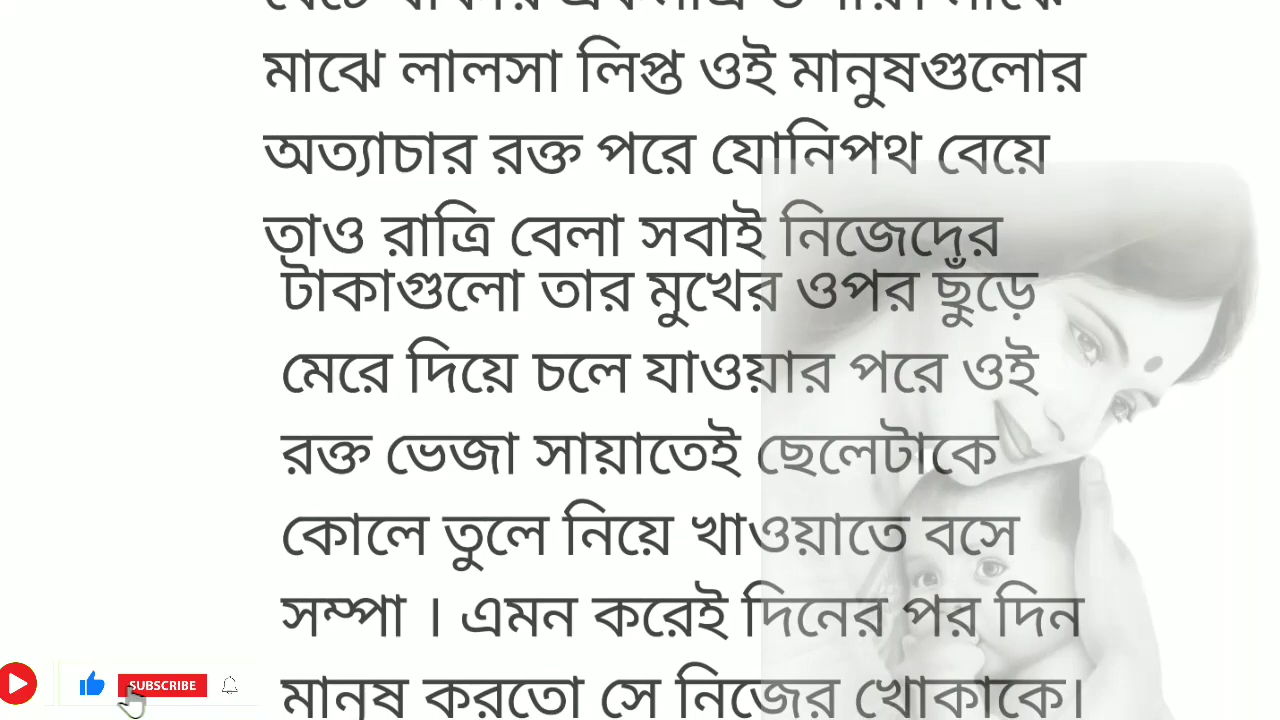 মাঝে লালসা লিপ্ত ওই মানুষগুলোর
অত্যাচার রক্ত পরে যোনিপথ বেয়ে
তাও রাত্রি বেলা সবাই নিজেদের
টাকাগুলো তার মুখের ওপর ছুঁড়ে
মেরে দিয়ে চলে যাওয়ার পরে ওই
রক্ত ভেজা সায়াতেই ছেলেটাকে
কোলে তুলে নিয়ে খাওয়াতে বসে
সম্পা । এমন করেই দিনের পর দিন
মানুষ করতো সে নিজের খোকাকে।
SUBSCRIBE